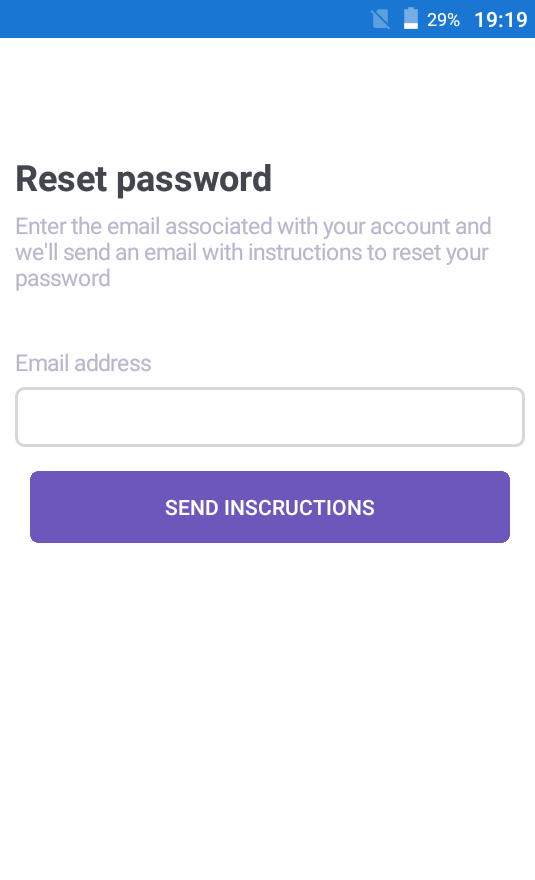 29% 19:19
Reset password
Enter the email associated with your account and
we'll send an email with instructions to reset your
password
Email address
SEND INSCRUCTIONS